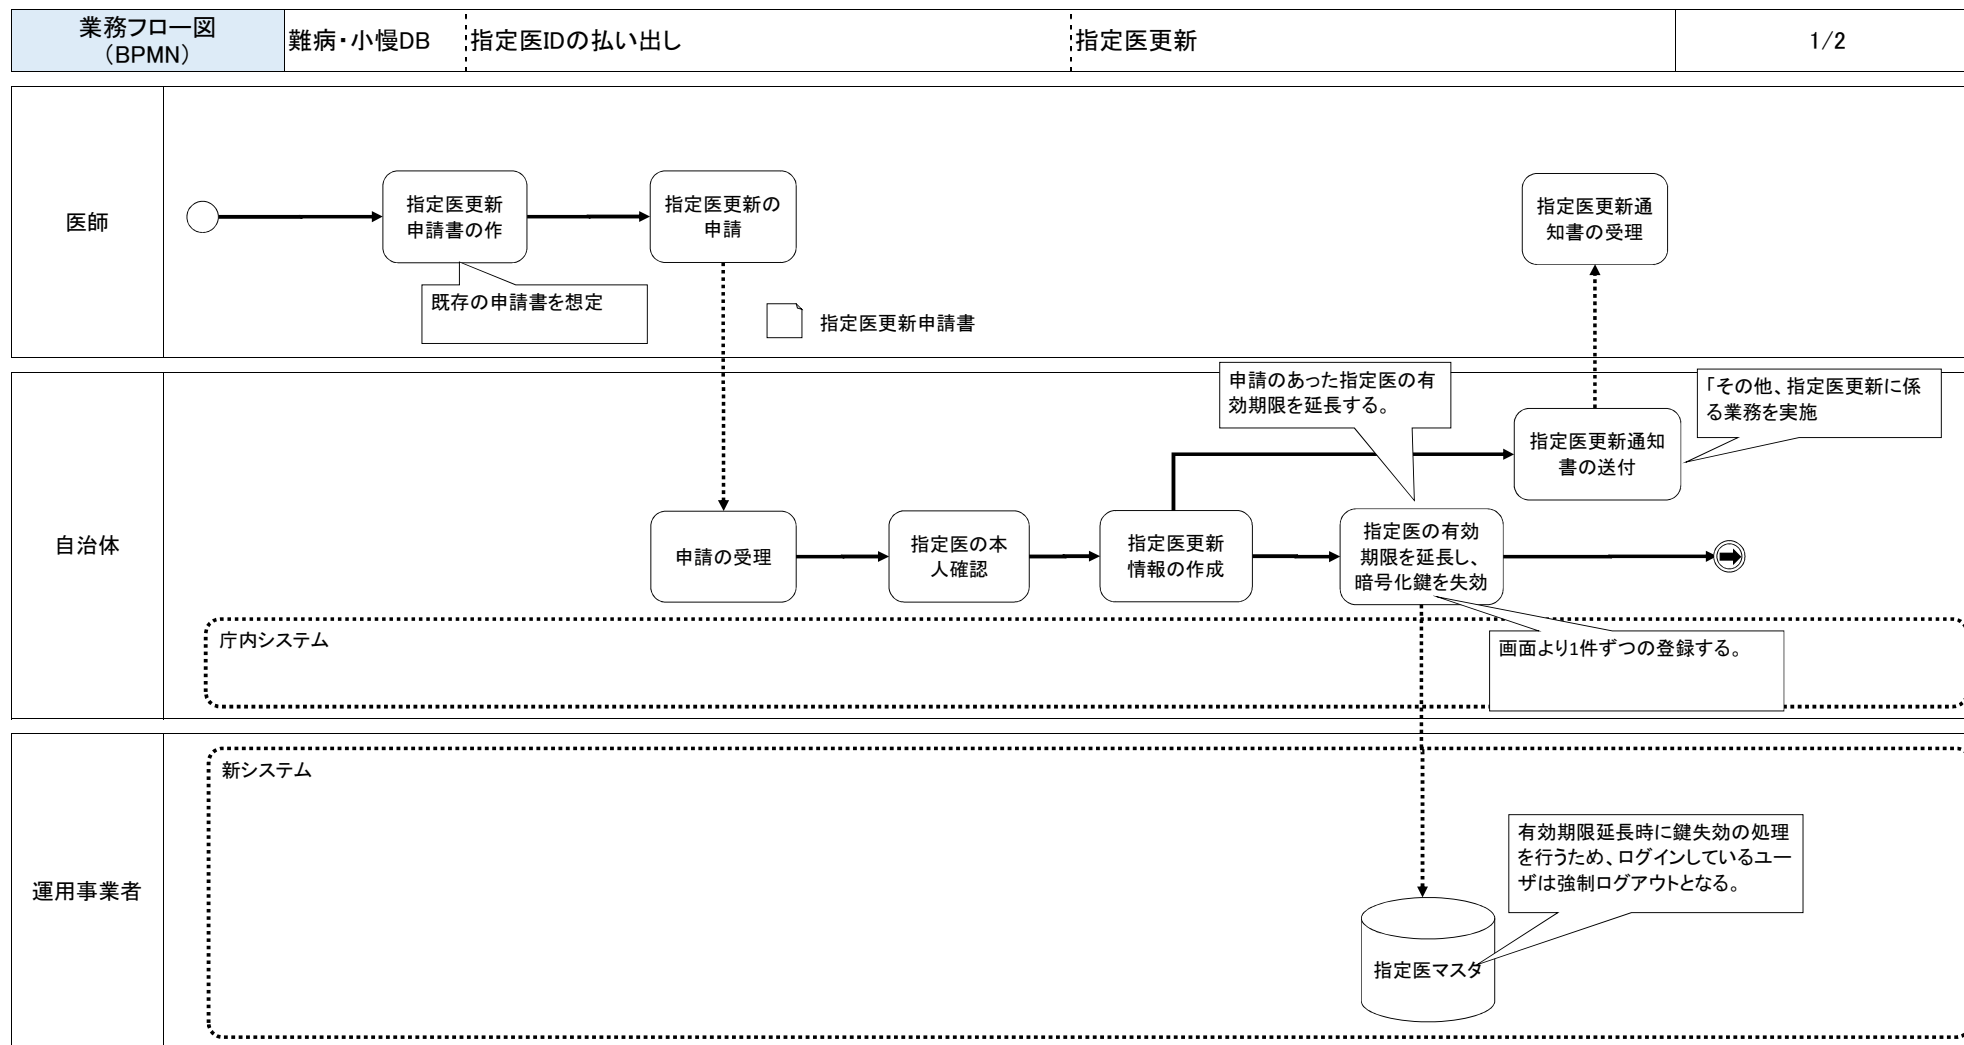 業務フロー図
（BPMN）
難病・小慢DB
指定医IDの払い出し
指定医更新
1/2
医師
指定医更新
申請書の作
指定医更新の
申請
指定医更新通
知書の受理
既存の申請書を想定
指定医更新申請書
自治体
申請のあった指定医の有
効期限を延長する。
「その他、指定医更新に係
る業務を実施
指定医更新通知
書の送付
申請の受理
指定医の本
人確認
指定医更新
情報の作成
指定医の有効
期限を延長し、
暗号化鍵を失効
庁内システム
画面より1件ずつの登録する。
運用事業者
新システム
有効期限延長時に鍵失効の処理
を行うため、ログインしているユー
ザは強制ログアウトとなる。
指定医マスタ